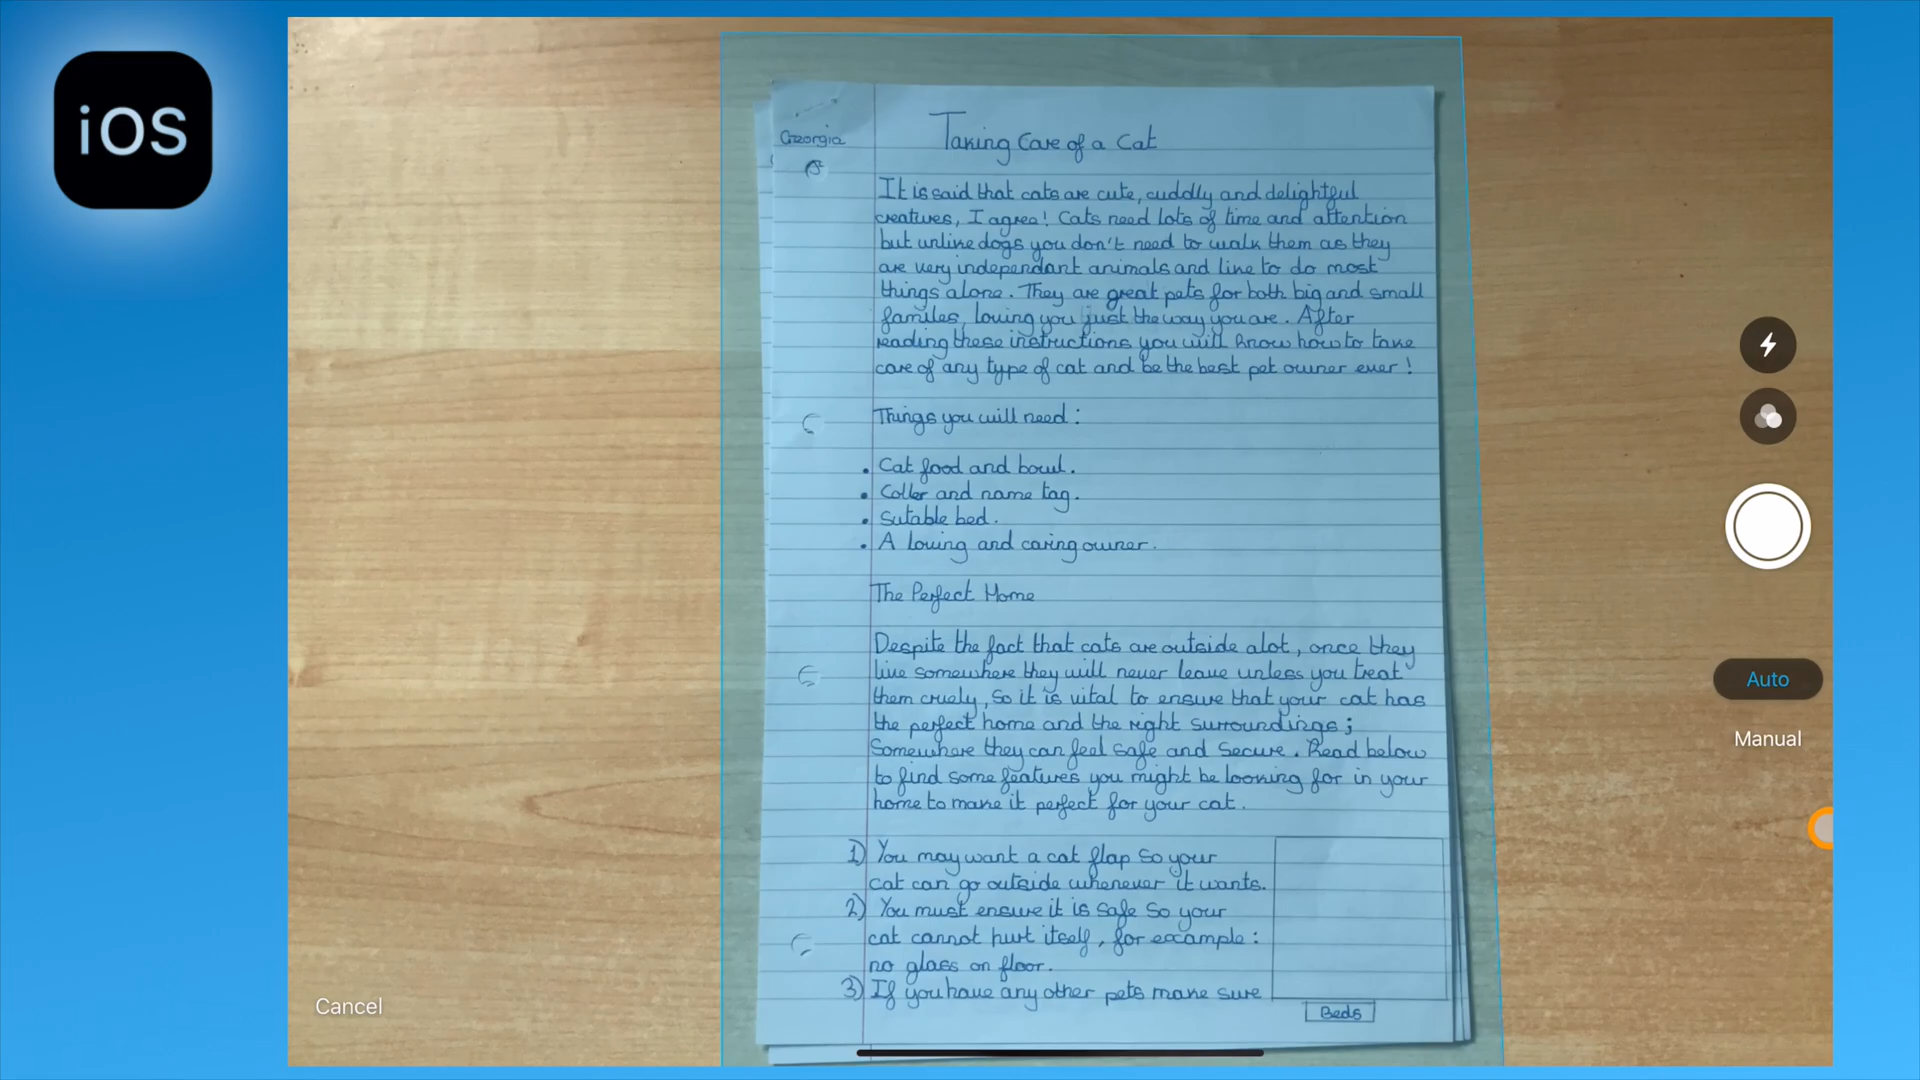 iOS
Georgia
Taking Care of a Cat
It is said that cats are cute, cuddly and delightful
creatures, I agree! Cats need lots of time and attention
but unlike dogs you don't need to walk them as they
are very independant animals and like to do most
things alone. They are great pets for both big and small
familes, loving you just the way you are. After
reading these instructions you will know how to take
care of any type of cat and be the best pet owner ever!
Things you will need:
• Cat food and bowl.
• Coller and name tag.
• Sutable bed.
• A loving and caring owner.
The Perfect Home
Despite the fact that cats are outside alot, once they
live somewhere they will never leave unless you treat
them cruely, so it is vital to ensure that your cat has
the perfect home and the right surroundings;
Somewhere they can feel safe and secure. Read below
to find some features you might be looking for in your
home to make it perfect for your cat.
1) You may want a cat flap so your
cat can go outside whenever it wants.
2) You must ensure it is safe so your
cat cannot hurt itself, for example:
no glass on floor.
3) If you have any other pets make sure
Beds
Auto
Manual
Cancel